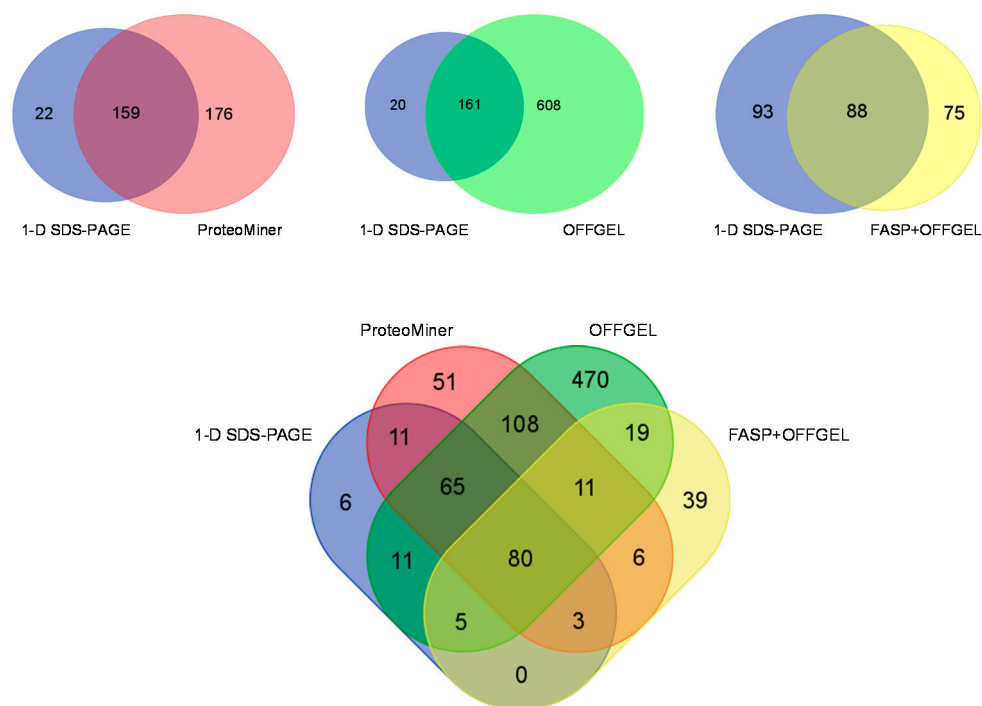 22 159 176
1-D SDS-PAGE ProteoMiner
20 161 608
1-D SDS-PAGE OFFGEL
93 88 75
1-D SDS-PAGE FASP+OFFGEL
ProteoMiner OFFGEL
51 470
1-D SDS-PAGE 11 108 19 FASP+OFFGEL
6 65 11 39
11 80 6
5 3
0